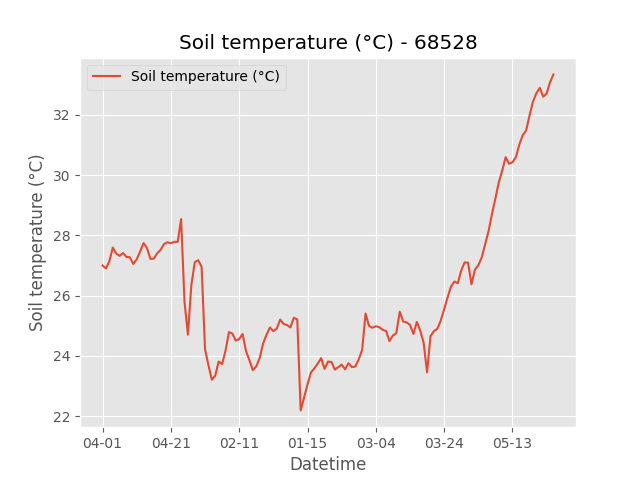 Soil temperature (°C) - 68528
Soil temperature (°C)
32
30
28
26
24
22
Soil temperature (°C)
04-01 04-21 02-11 01-15 03-04 03-24 05-13
Datetime